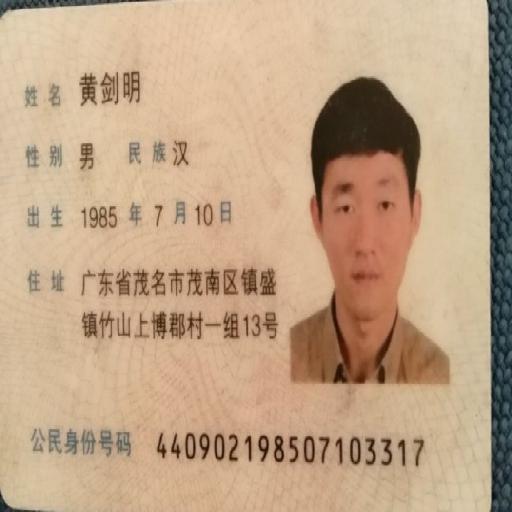 姓名 黄剑明
性别 男 民族 汉
出生 1985 年 7 月 10 日
住址 广东省茂名市茂南区镇盛
镇竹山上博郡村一组13号
公民身份号码 440902198507103317